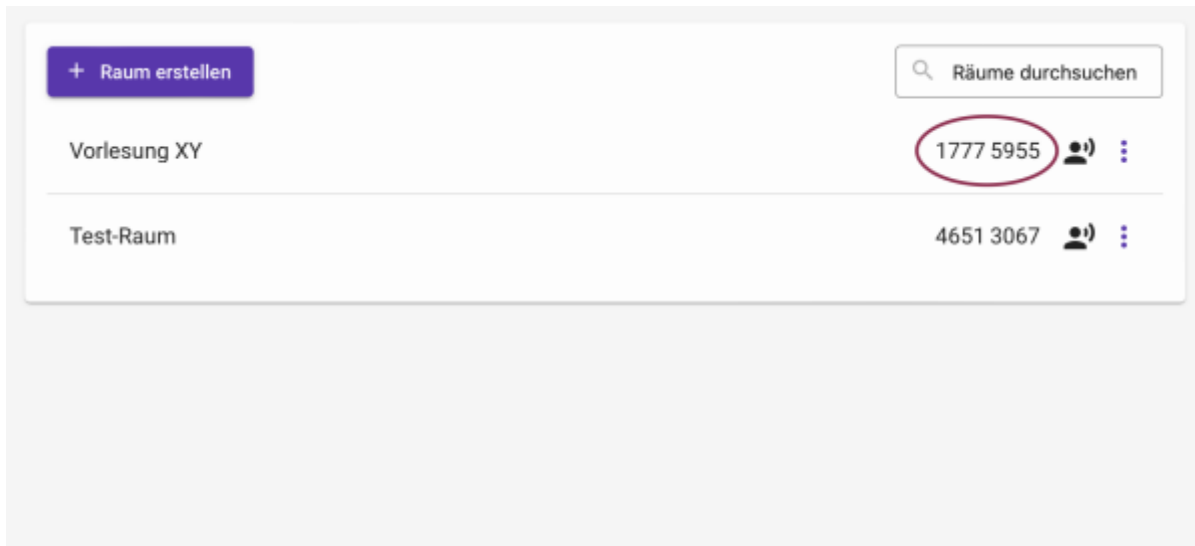 + Raum erstellen
Räume durchsuchen
Vorlesung XY 1777 5955
Test-Raum 4651 3067